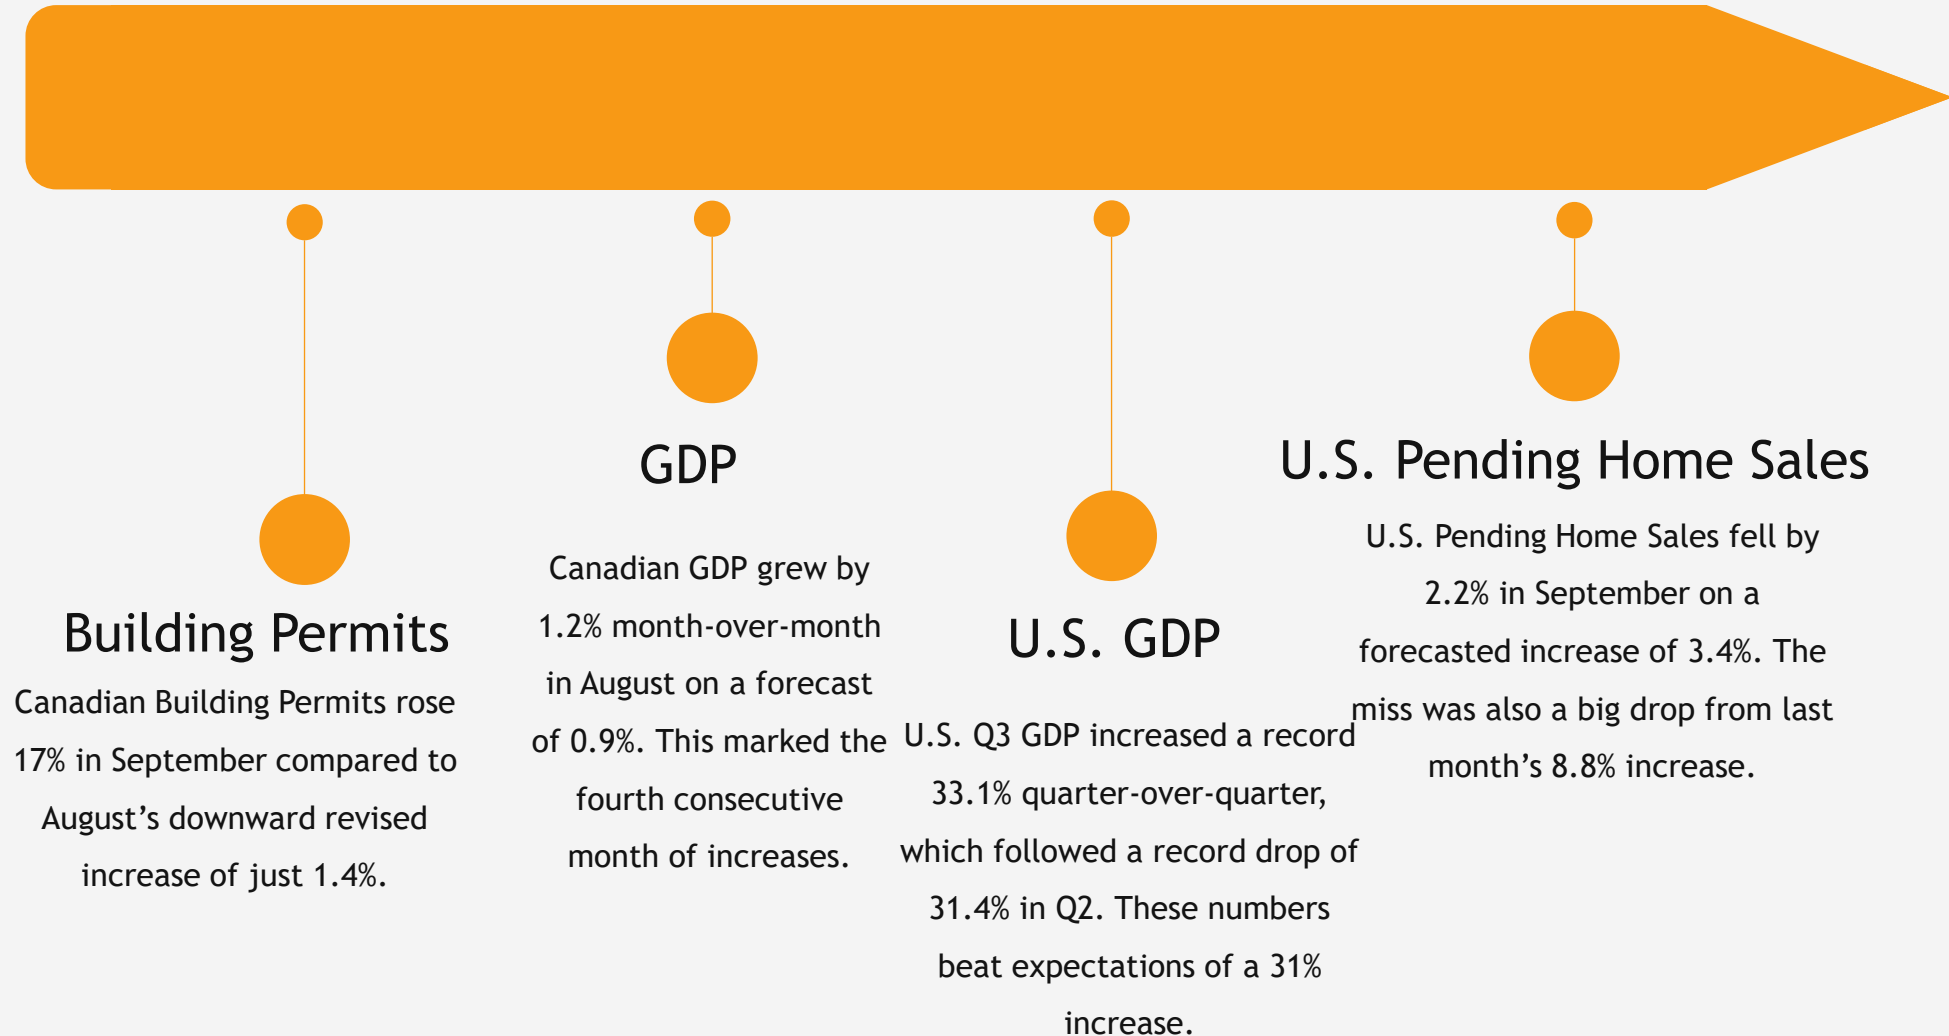 Building Permits
Canadian Building Permits rose
17% in September compared to
August’s downward revised
increase of just 1.4%.
GDP
Canadian GDP grew by
1.2% month-over-month
in August on a forecast
of 0.9%. This marked the
fourth consecutive
month of increases.
U.S. GDP
U.S. Q3 GDP increased a record
33.1% quarter-over-quarter,
which followed a record drop of
31.4% in Q2. These numbers
beat expectations of a 31%
increase.
U.S. Pending Home Sales
U.S. Pending Home Sales fell by
2.2% in September on a
forecasted increase of 3.4%. The
miss was also a big drop from last
month’s 8.8% increase.